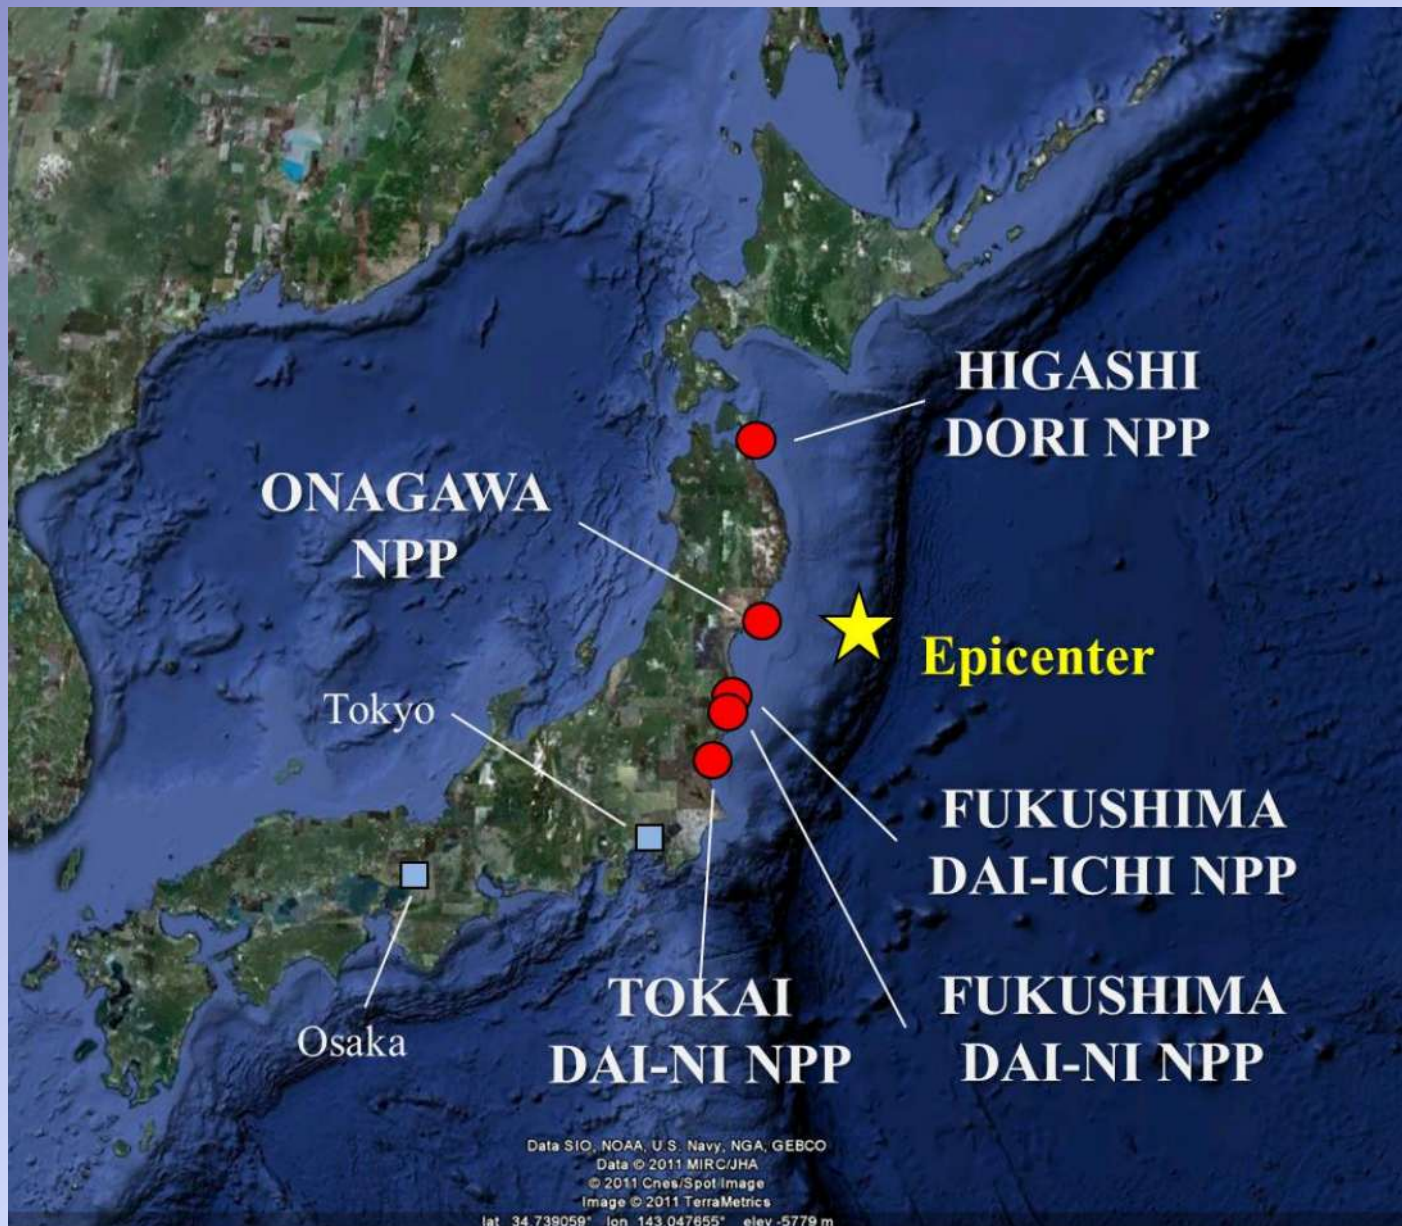 HIGASHI
DORI NPP
ONAGAWA
NPP
Epicenter
Tokyo
FUKUSHIMA
DAI-ICHI NPP
TOKAI
DAI-NI NPP
FUKUSHIMA
DAI-NI NPP
Osaka
Data SIO, NOAA, U.S. Navy, NGA, GEBCO
Data © 2011 MIRC/JHA
© 2011 Cnes/Spot Image
Image © 2011 TerraMetrics
lat 34.739059° lon 143.047655° elev -5779 m